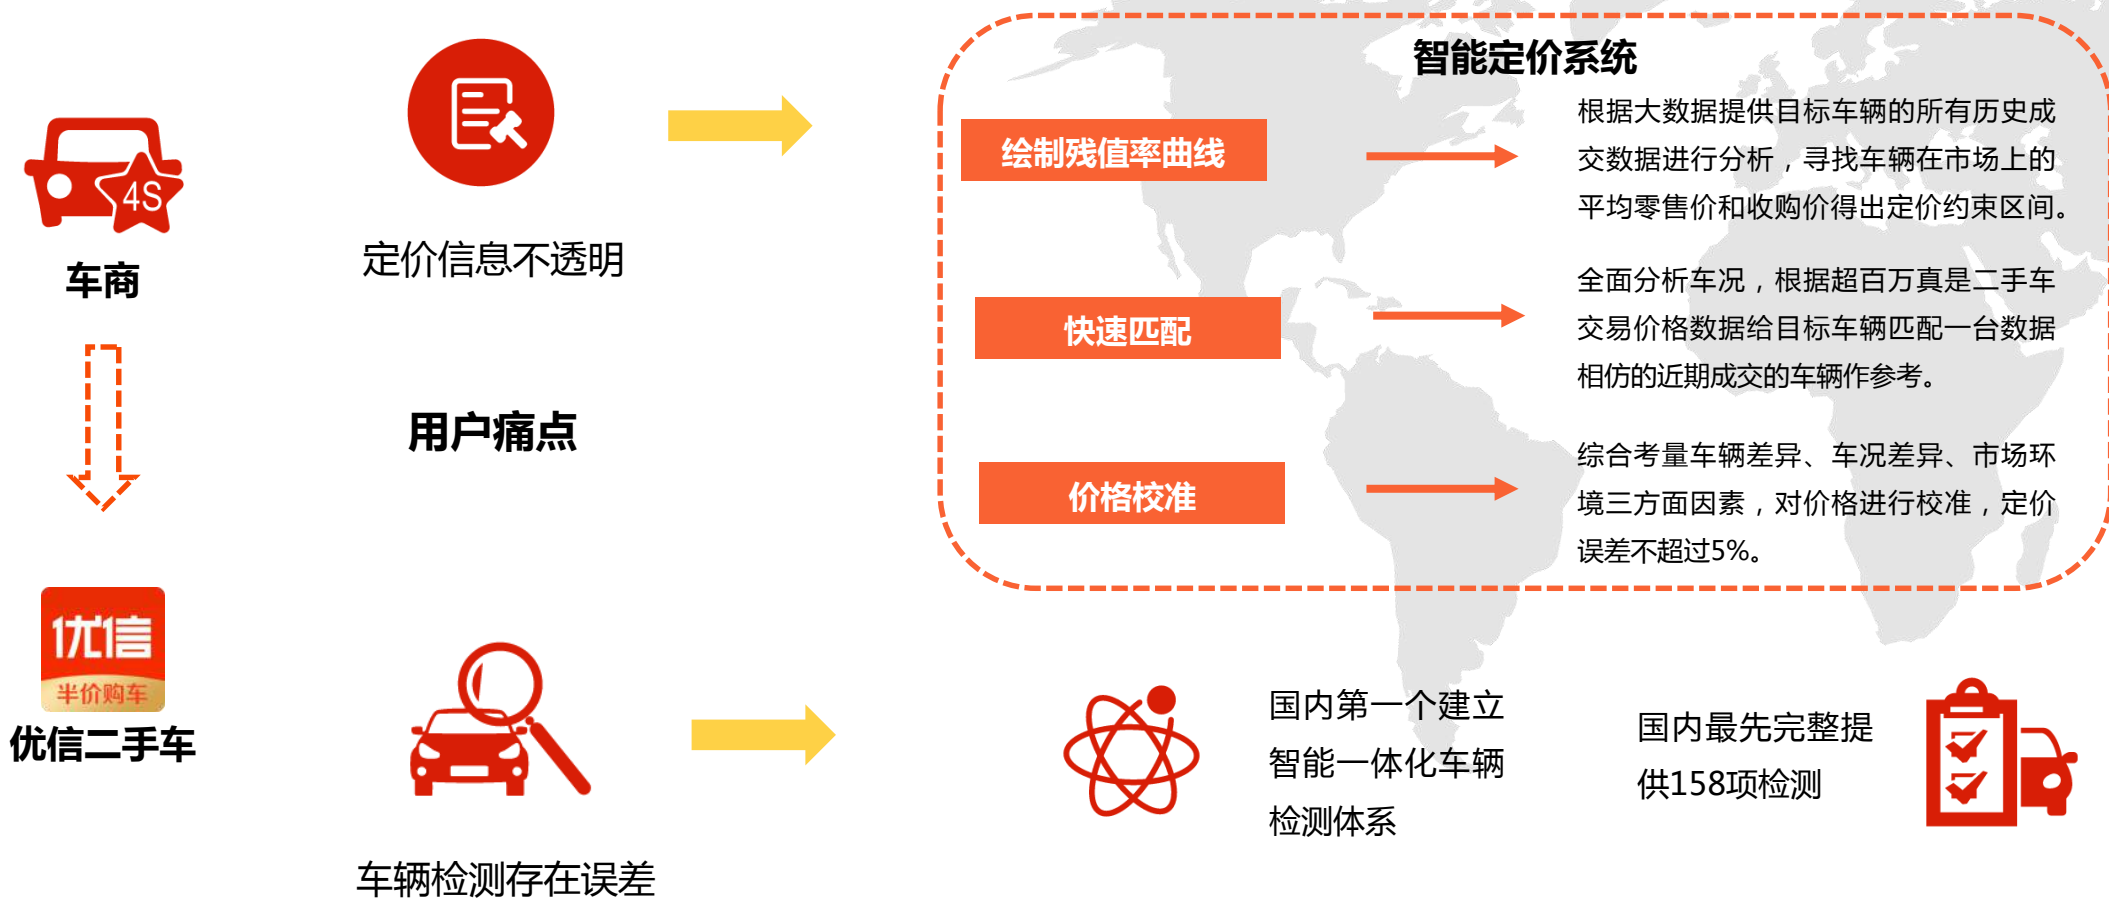 4S
车商
优信
半价购车
优信二手车
定价信息不透明
用户痛点
车辆检测存在误差
智能定价系统
绘制残值率曲线
根据大数据提供目标车辆的所有历史成
交数据进行分析，寻找车辆在市场上的
平均零售价和收购价得出定价约束区间。
快速匹配
全面分析车况，根据超百万真是二手车
交易价格数据给目标车辆匹配一台数据
相仿的近期成交的车辆作参考。
价格校准
综合考量车辆差异、车况差异、市场环
境三方面因素，对价格进行校准，定价
误差不超过5%。
国内第一个建立
智能一体化车辆
检测体系
国内最先完整提
供158项检测